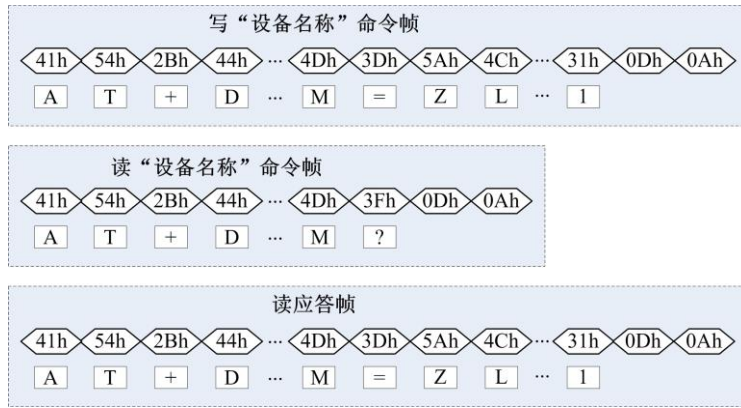 写“设备名称”命令帧
41h 54h 2Bh 44h ... 4Dh 3Dh 5Ah 4Ch ... 31h 0Dh 0Ah
A T + D ... M = Z L ... 1
读“设备名称”命令帧
41h 54h 2Bh 44h ... 4Dh 3Fh 0Dh 0Ah
A T + D ... M ?
读应答帧
41h 54h 2Bh 44h ... 4Dh 3Dh 5Ah 4Ch ... 31h 0Dh 0Ah
A T + D ... M = Z L ... 1